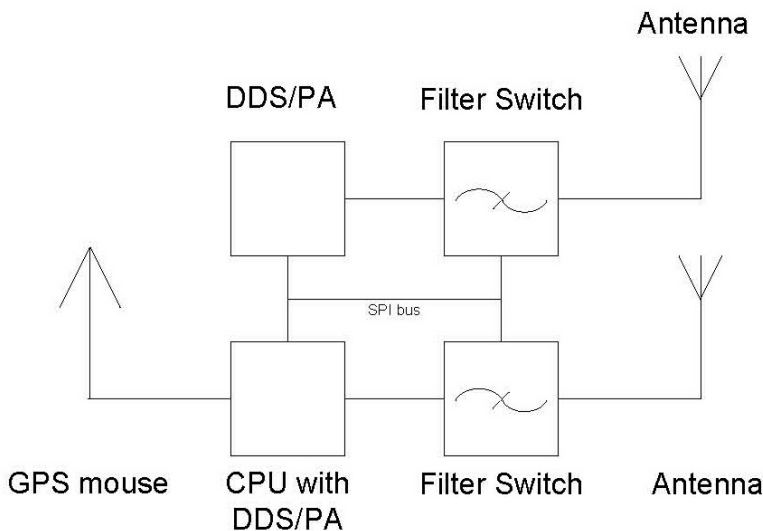 Antenna
DDS/PA
Filter Switch
SPI bus
GPS mouse
CPU with
DDS/PA
Filter Switch
Antenna